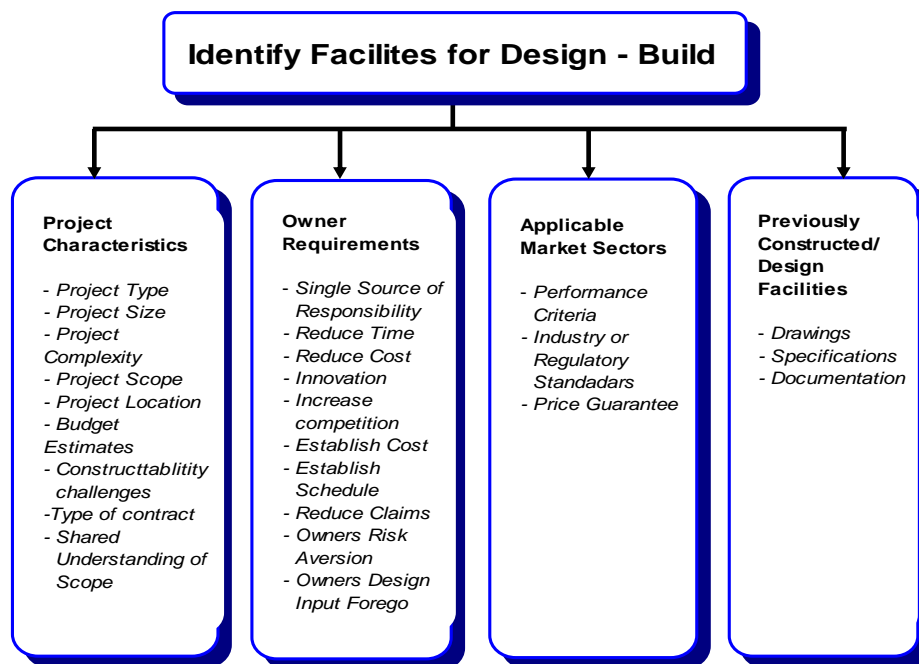 Identify Facilites for Design - Build
Project
Characteristics
- Project Type
- Project Size
- Project
Complexity
- Project Scope
- Project Location
- Budget
Estimates
- Constructtablitity
challenges
-Type of contract
- Shared
Understanding of
Scope
Owner
Requirements
- Single Source of
Responsibility
- Reduce Time
- Reduce Cost
- Innovation
- Increase
competition
- Establish Cost
- Establish
Schedule
- Reduce Claims
- Owners Risk
Aversion
- Owners Design
Input Forego
Applicable
Market Sectors
- Performance
Criteria
- Industry or
Regulatory
Standadars
- Price Guarantee
Previously
Constructed/
Design
Facilities
- Drawings
- Specifications
- Documentation